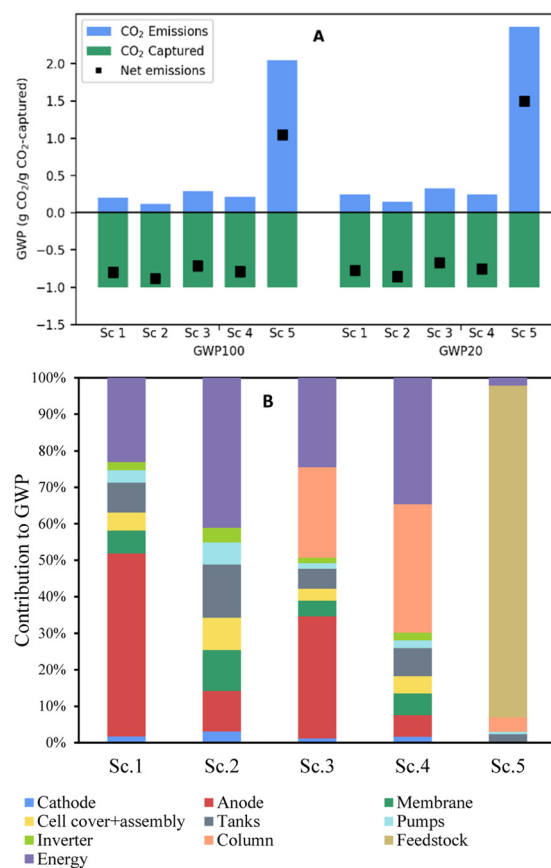 A
CO₂ Emissions
CO₂ Captured
Net emissions
GWP (g CO₂/g CO₂-captured)
2.0
1.5
1.0
0.5
0.0
−0.5
−1.0
−1.5
Sc 1 Sc 2 Sc 3 Sc 4 Sc 5 Sc 1 Sc 2 Sc 3 Sc 4 Sc 5
GWP100 GWP20
B
Contribution to GWP
100%
90%
80%
70%
60%
50%
40%
30%
20%
10%
0%
Sc.1 Sc.2 Sc.3 Sc.4 Sc.5
Cathode Anode Membrane
Cell cover+assembly Tanks Pumps
Inverter Column Feedstock
Energy